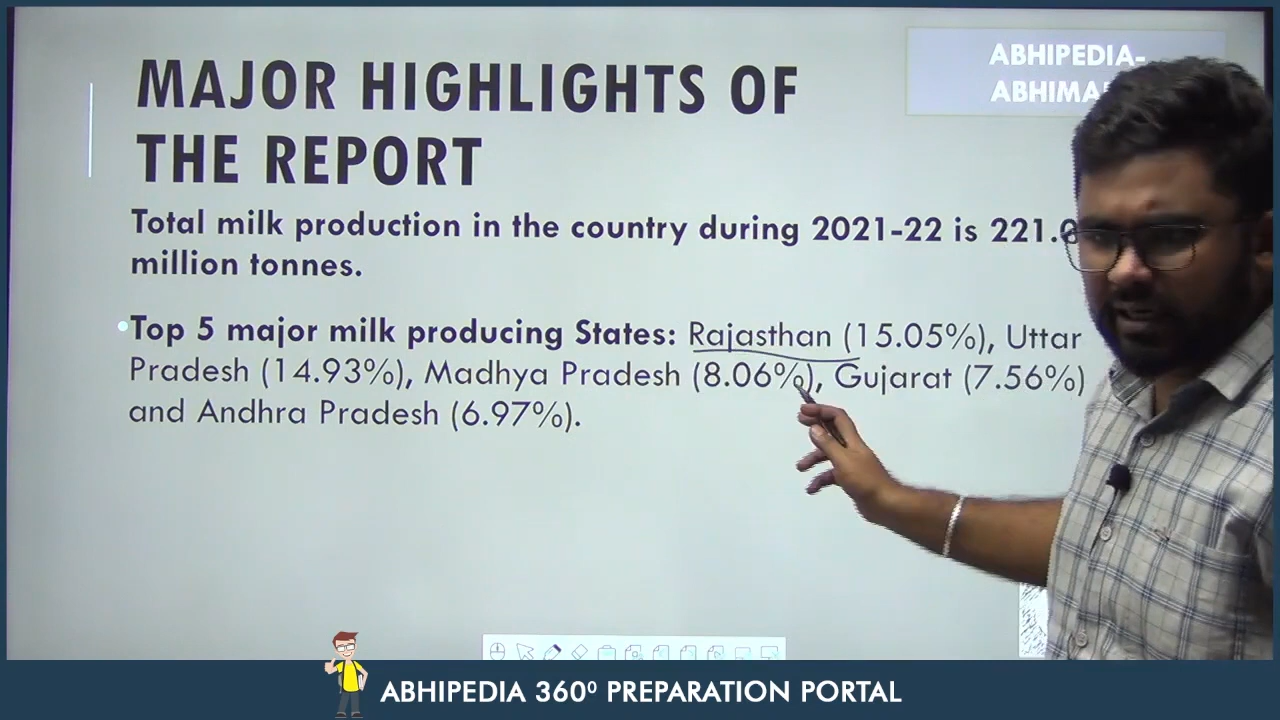 ABHIPEDIA-
MAJOR HIGHLIGHTS OF
THE REPORT
Total milk production in the country during 2021-22 is
million tonnes.
•Top 5 major milk producing States: Rajasthan (15.05%), Uttar
Pradesh (14.93%), Madhya Pradesh (8.06%), Gujarat (7.56%)
and Andhra Pradesh (6.97%).
ABHIPEDIA 360⁰ PREPARATION PORTAL